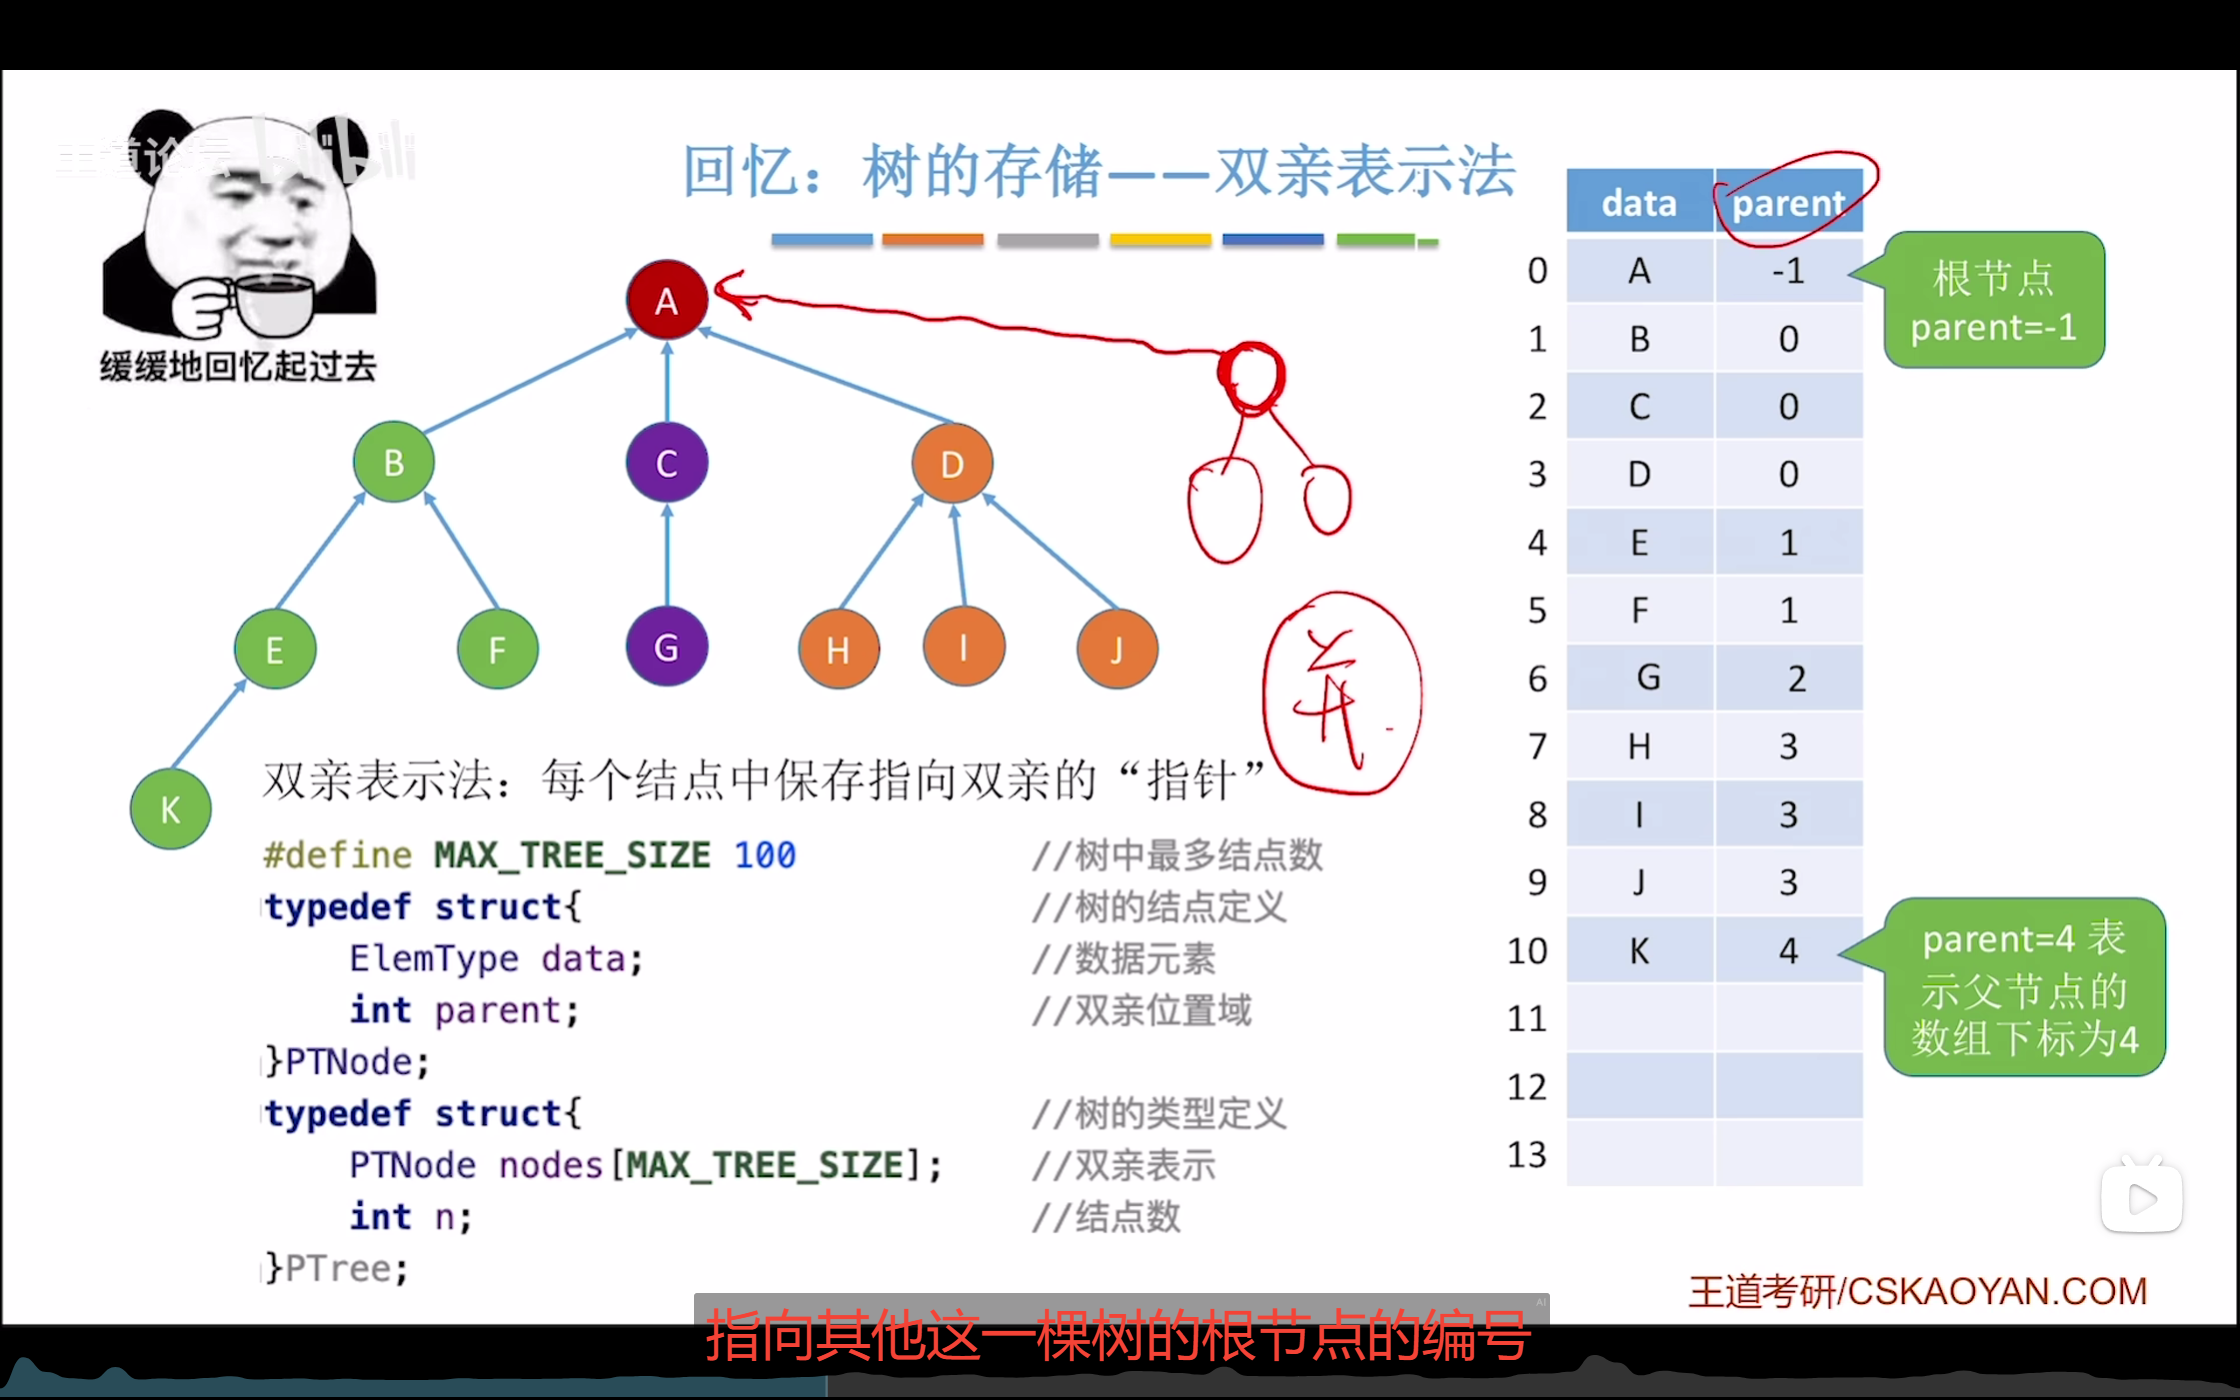 王道论坛 bilibili
缓缓地回忆起过去
回忆：树的存储——双亲表示法
A
B
C
D
E
F
G
H
I
J
K
并
data parent
0 A -1
1 B 0
2 C 0
3 D 0
4 E 1
5 F 1
6 G 2
7 H 3
8 I 3
9 J 3
10 K 4
11
12
13
根节点
parent=-1
parent=4 表
示父节点的
数组下标为4
双亲表示法：每个结点中保存指向双亲的“指针”
#define MAX_TREE_SIZE 100 //树中最多结点数
typedef struct{ //树的结点定义
ElemType data; //数据元素
int parent; //双亲位置域
}PTNode;
typedef struct{ //树的类型定义
PTNode nodes[MAX_TREE_SIZE]; //双亲表示
int n; //结点数
}PTree;
王道考研/CSKAOYAN.COM
AI
指向其他这一棵树的根节点的编号